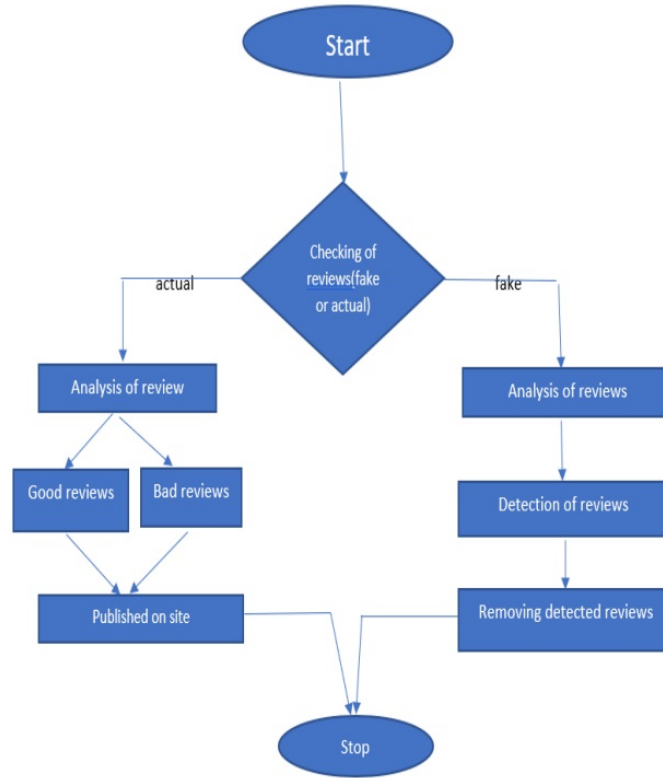 Start
Checking of
reviews(fake
or actual)
actual
fake
Analysis of review
Analysis of reviews
Good reviews
Bad reviews
Detection of reviews
Published on site
Removing detected reviews
Stop